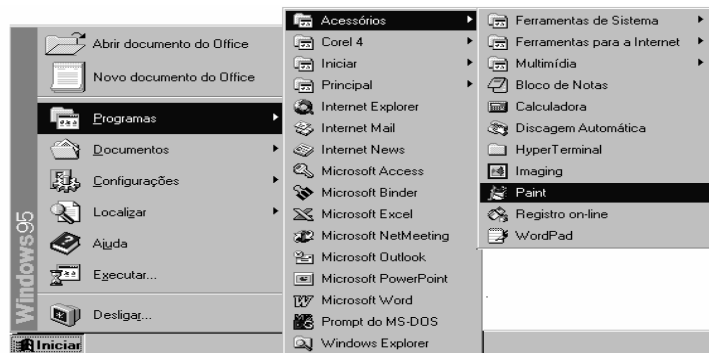 Abrir documento do Office
Novo documento do Office
Programas
Documentos
Configurações
Localizar
Ajuda
Executar...
Desligar...
Windows95
Iniciar
Acessórios
Corel 4
Iniciar
Principal
Internet Explorer
Internet Mail
Internet News
Microsoft Access
Microsoft Binder
Microsoft Excel
Microsoft NetMeeting
Microsoft Outlook
Microsoft PowerPoint
Microsoft Word
Prompt do MS-DOS
Windows Explorer
Ferramentas de Sistema
Ferramentas para a Internet
Multimídia
Bloco de Notas
Calculadora
Discagem Automática
HyperTerminal
Imaging
Paint
Registro on-line
WordPad